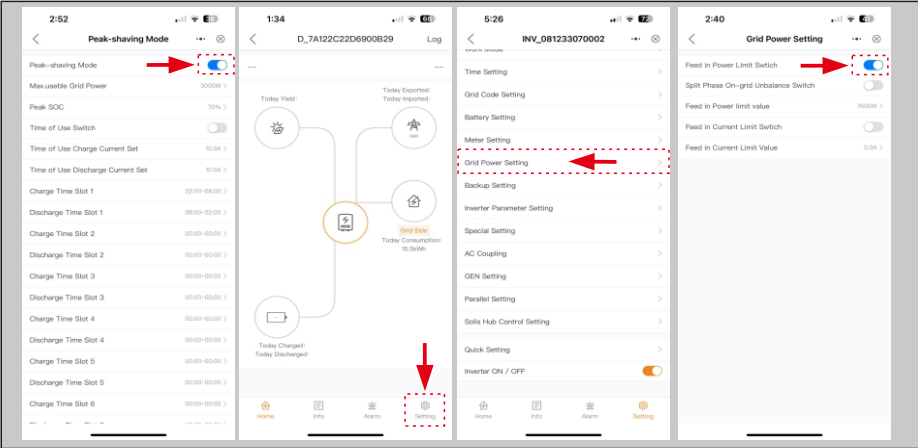 2:52
Peak-shaving Mode
Peak-shaving Mode
Max.useble Grid Power 3000W >
Peak SOC 70% >
Time of Use Switch
Time of Use Charge Current Set 10.0A >
Time of Use Discharge Current Set 10.0A >
Charge Time Slot 1 22:00-08:00 >
Discharge Time Slot 1 08:00-22:00 >
Charge Time Slot 2 00:00-00:00 >
Discharge Time Slot 2 00:00-00:00 >
Charge Time Slot 3 00:00-00:00 >
Discharge Time Slot 3 00:00-00:00 >
Charge Time Slot 4 00:00-00:00 >
Discharge Time Slot 4 00:00-00:00 >
Charge Time Slot 5 00:00-00:00 >
Discharge Time Slot 5 00:00-00:00 >
Charge Time Slot 6 00:00-00:00 >
1:34
D_7A122C22D6900B29 Log
-- --
Today Yield:
Today Exported:
Today Imported:
Grid Side
Today Consumption:
15.5kWh
Today Charged:
Today Discharged:
Home Info Alarm Setting
5:26
INV_081233070002
Work Mode
Time Setting >
Grid Code Setting >
Battery Setting >
Meter Setting >
Grid Power Setting >
Backup Setting >
Inverter Parameter Setting >
Special Setting >
AC Coupling >
GEN Setting >
Parallel Setting >
Solis Hub Control Setting >
Quick Setting >
Inverter ON / OFF
Home Info Alarm Setting
2:40
Grid Power Setting
Feed in Power Limit Swtich
Split Phase On-grid Unbalance Switch
Feed in Power limit value 7600W >
Feed in Current Limit Swtich
Feed in Current Limit Value 0.0A >